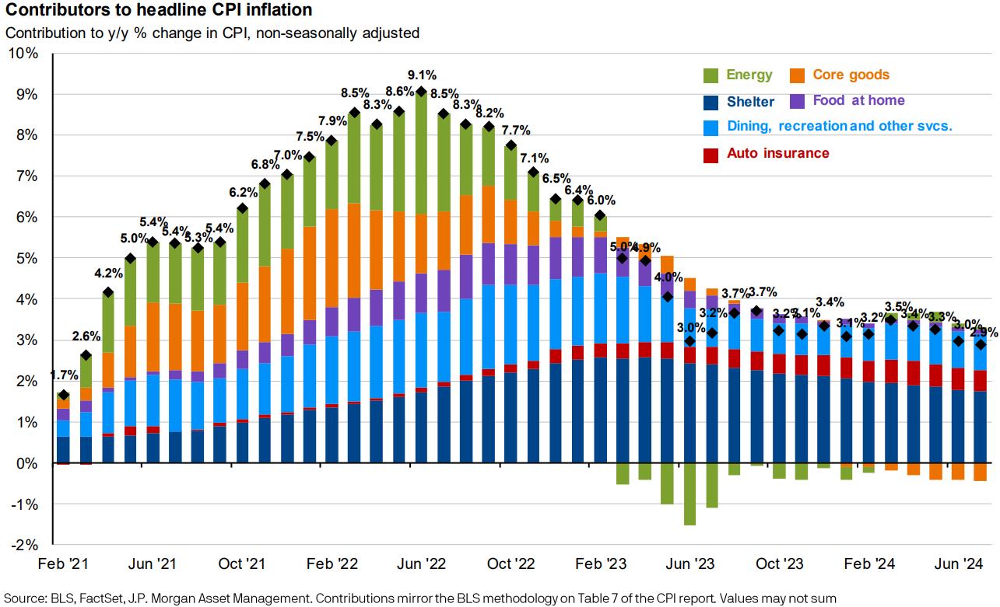 Contributors to headline CPI inflation
Contribution to y/y % change in CPI, non-seasonally adjusted
10%
9%
8%
7%
6%
5%
4%
3%
2%
1%
0%
-1%
-2%
Energy
Core goods
Shelter
Food at home
Dining, recreation and other svcs.
Auto insurance
1.7%
2.6%
4.2%
5.0%
5.4%
5.4%
5.3%
5.4%
6.2%
6.8%
7.0%
7.5%
7.9%
8.5%
8.3%
8.6%
9.1%
8.5%
8.3%
8.2%
7.7%
7.1%
6.5%
6.4%
6.0%
5.0%
4.9%
4.0%
3.0%
3.2%
3.7%
3.7%
3.2%
3.1%
3.4%
3.1%
3.2%
3.5%
3.4%
3.3%
3.0%
2.9%
Feb '21
Jun '21
Oct '21
Feb '22
Jun '22
Oct '22
Feb '23
Jun '23
Oct '23
Feb '24
Jun '24
Source: BLS, FactSet, J.P. Morgan Asset Management. Contributions mirror the BLS methodology on Table 7 of the CPI report. Values may not sum